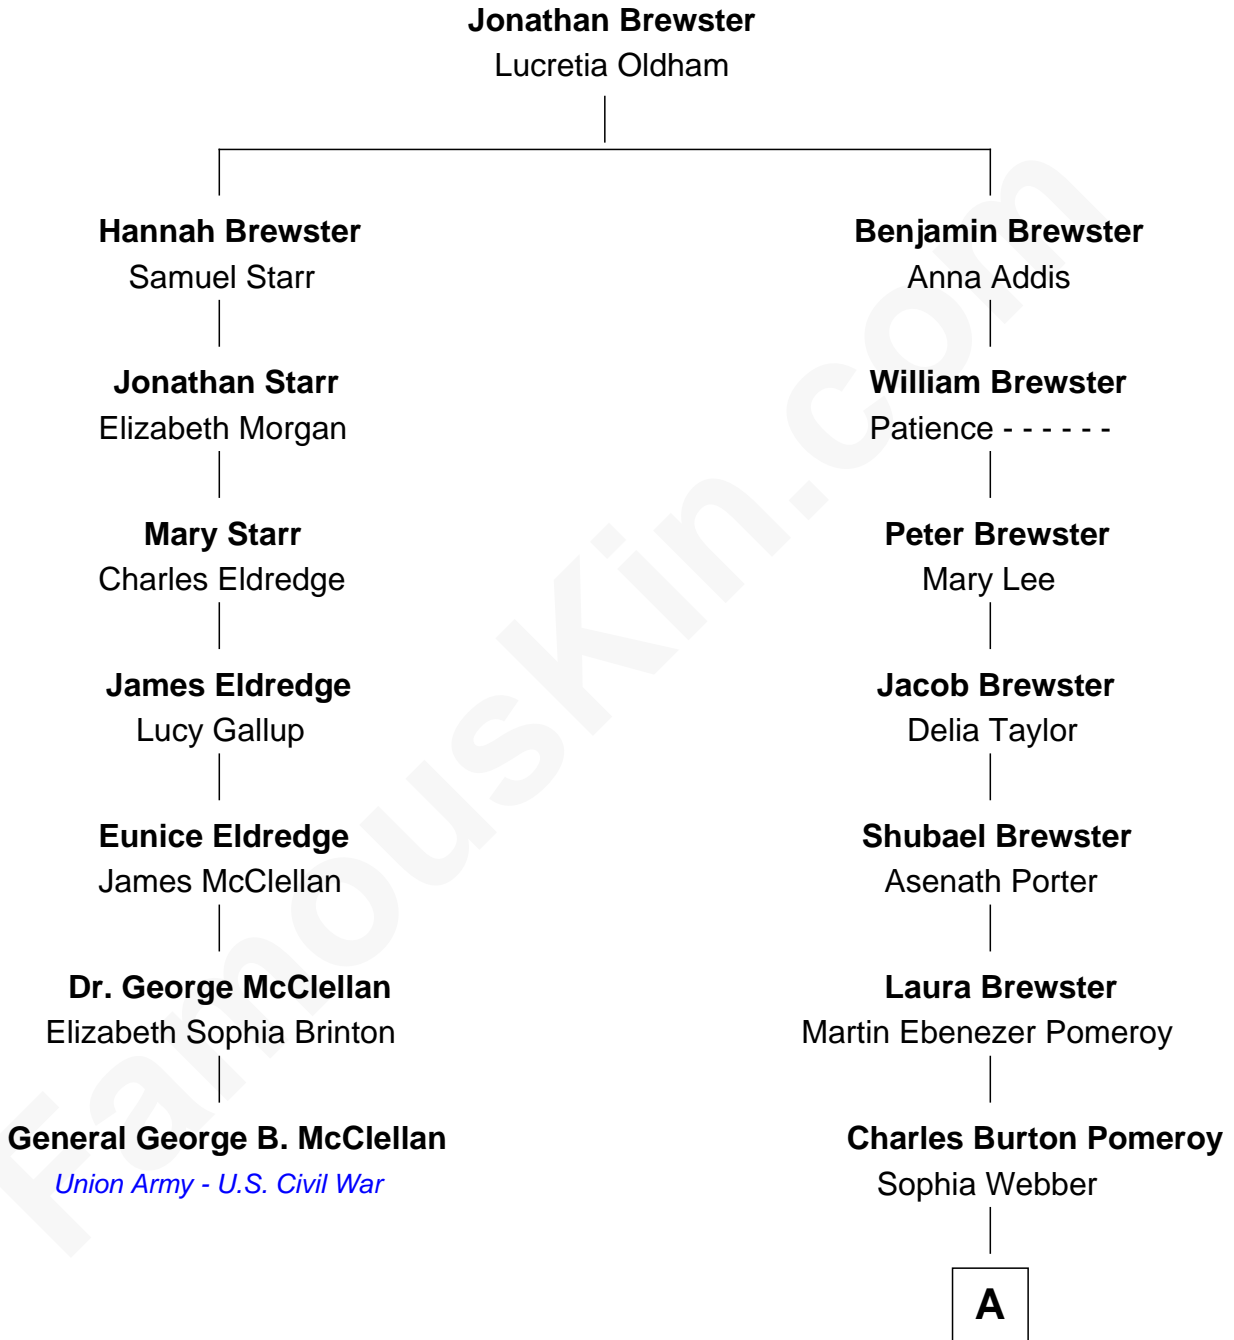 Jonathan Brewster
Lucretia Oldham
Hannah Brewster
Samuel Starr
Benjamin Brewster
Anna Addis
Jonathan Starr
Elizabeth Morgan
William Brewster
Patience - - - - - -
Mary Starr
Charles Eldredge
Peter Brewster
Mary Lee
James Eldredge
Lucy Gallup
Jacob Brewster
Delia Taylor
Eunice Eldredge
James McClellan
Shubael Brewster
Asenath Porter
Dr. George McClellan
Elizabeth Sophia Brinton
Laura Brewster
Martin Ebenezer Pomeroy
General George B. McClellan
Union Army - U.S. Civil War
Charles Burton Pomeroy
Sophia Webber
A
FamousKin.com